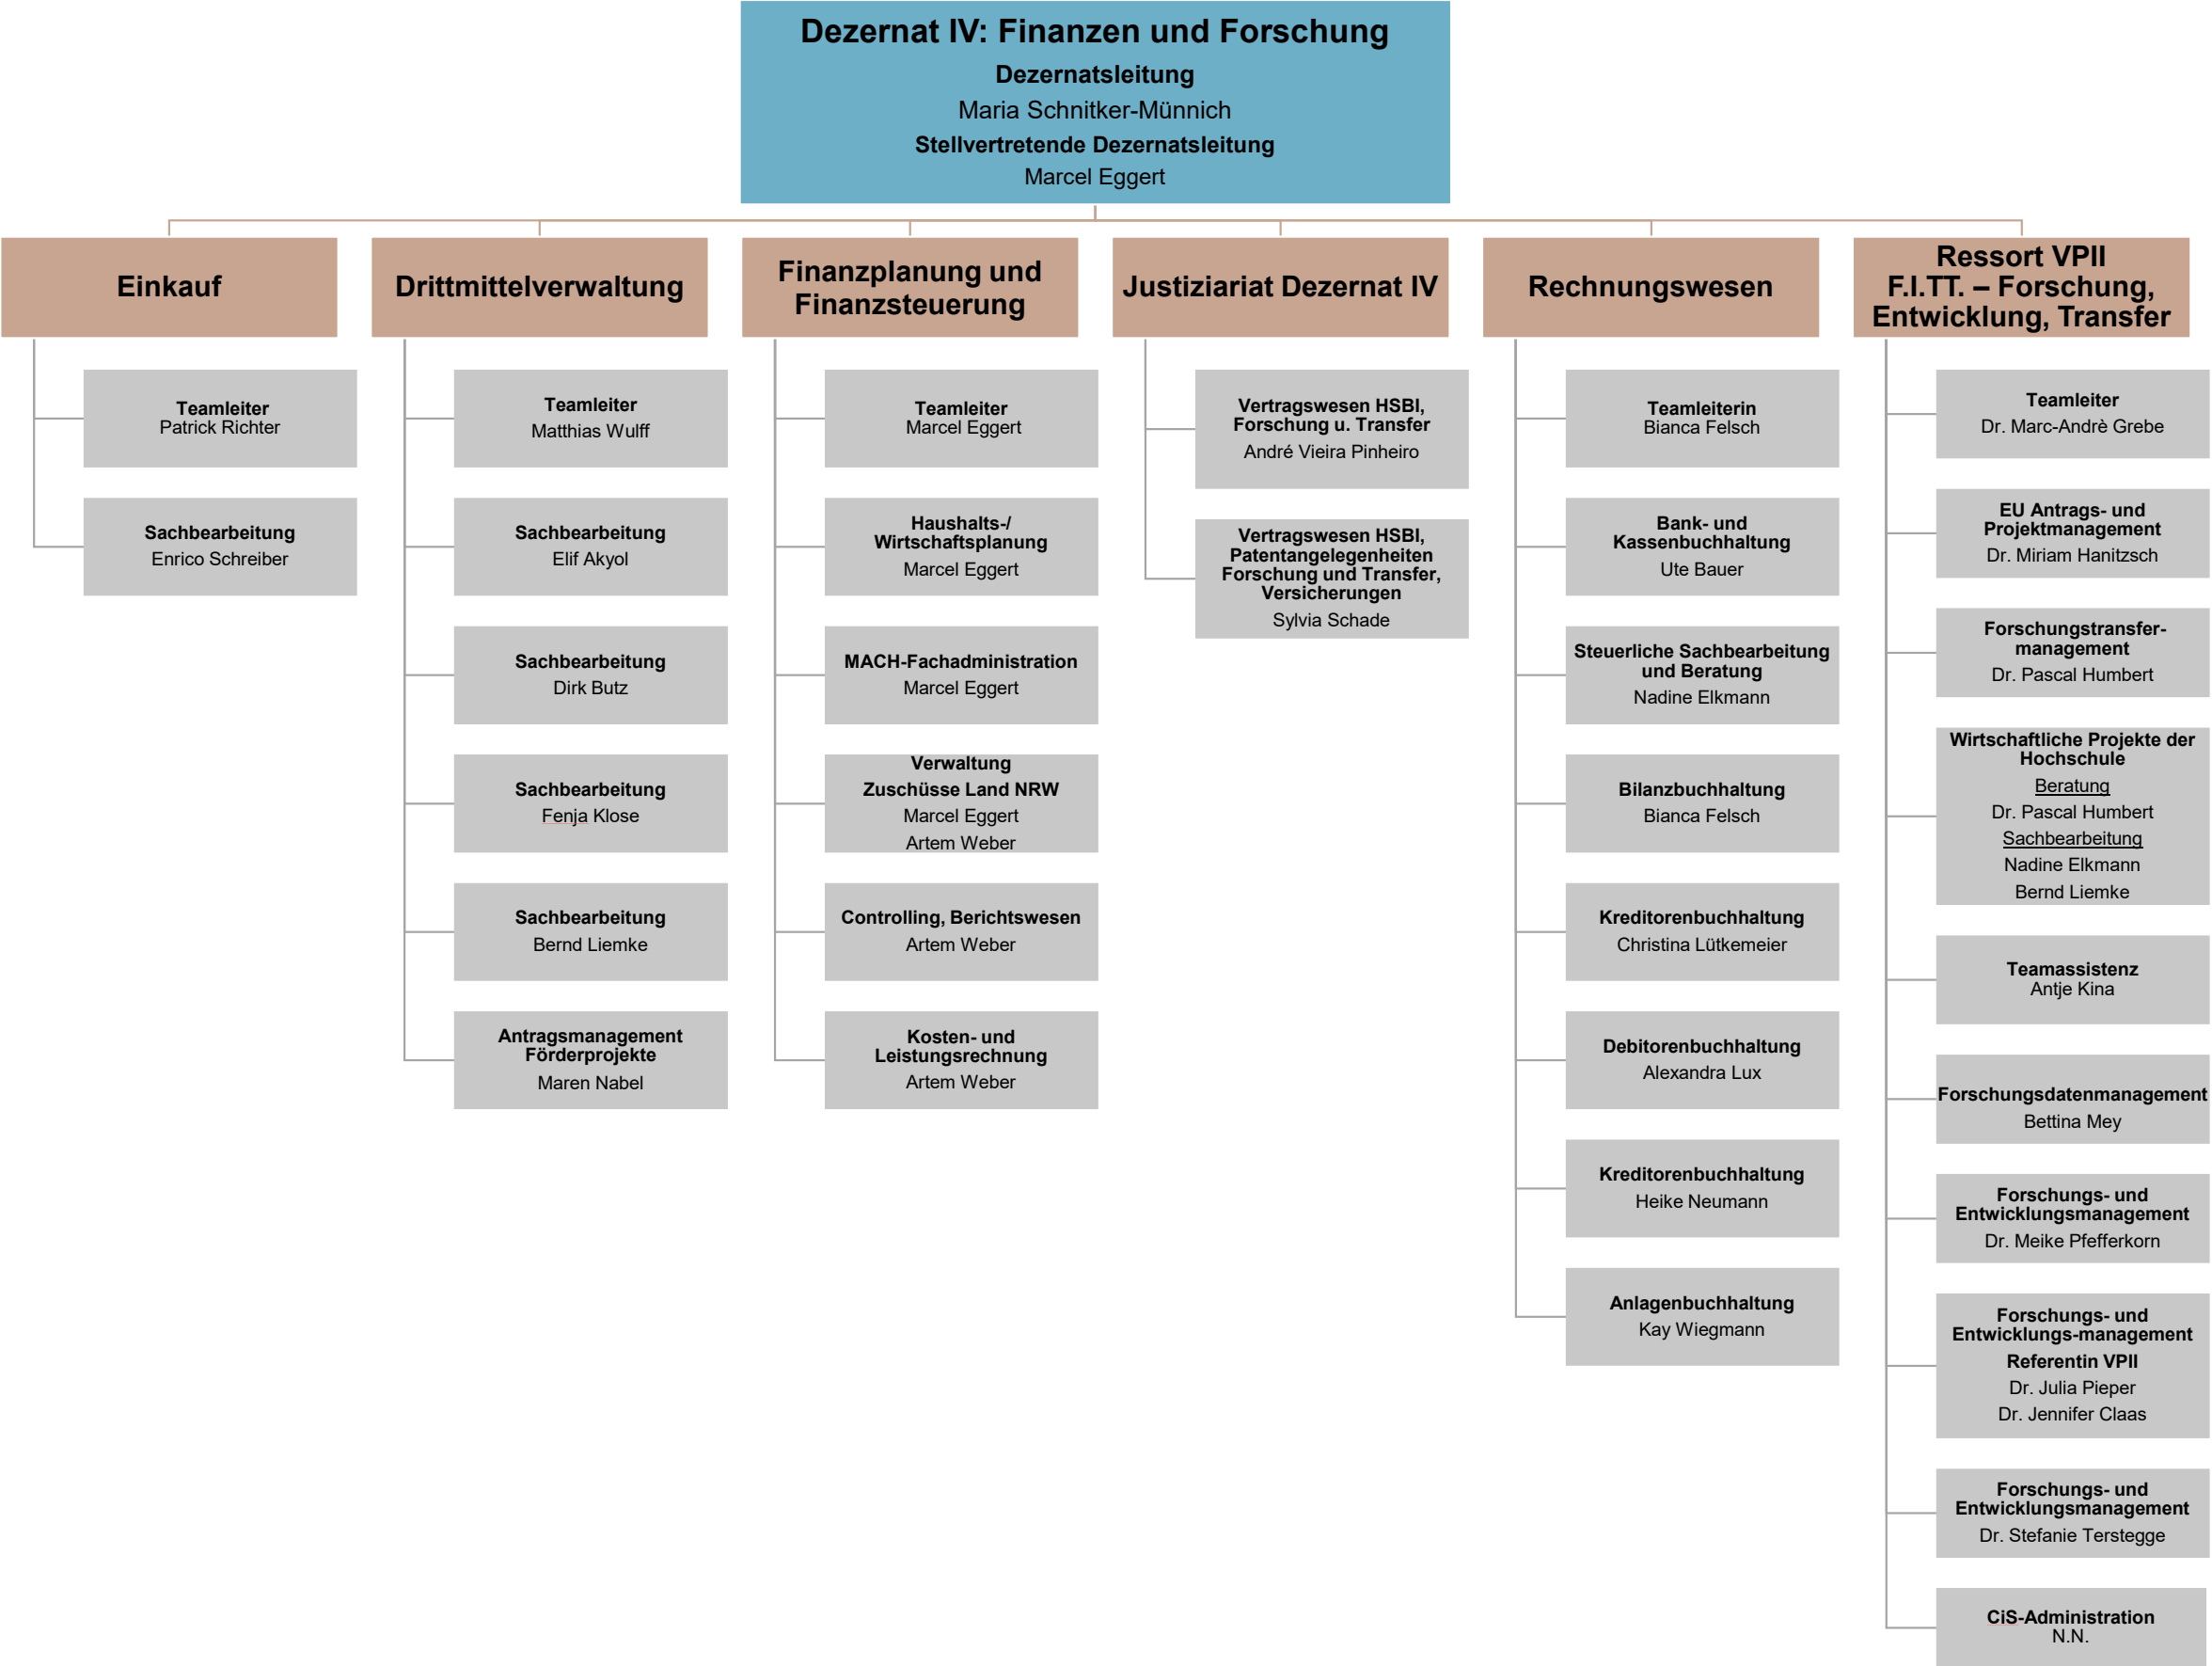 Dezernat IV: Finanzen und Forschung
Dezernatsleitung
Maria Schnitker-Münnich
Stellvertretende Dezernatsleitung
Marcel Eggert
Einkauf
Teamleiter
Patrick Richter
Sachbearbeitung
Enrico Schreiber
Drittmittelverwaltung
Teamleiter
Matthias Wulff
Sachbearbeitung
Elif Akyol
Sachbearbeitung
Dirk Butz
Sachbearbeitung
Fenja Klose
Sachbearbeitung
Bernd Liemke
Antragsmanagement
Förderprojekte
Maren Nabel
Finanzplanung und
Finanzsteuerung
Teamleiter
Marcel Eggert
Haushalts-/
Wirtschaftsplanung
Marcel Eggert
MACH-Fachadministration
Marcel Eggert
Verwaltung
Zuschüsse Land NRW
Marcel Eggert
Artem Weber
Controlling, Berichtswesen
Artem Weber
Kosten- und
Leistungsrechnung
Artem Weber
Justiziariat Dezernat IV
Vertragswesen HSBI,
Forschung u. Transfer
André Vieira Pinheiro
Vertragswesen HSBI,
Patentangelegenheiten
Forschung und Transfer,
Versicherungen
Sylvia Schade
Rechnungswesen
Teamleiterin
Bianca Felsch
Bank- und
Kassenbuchhaltung
Ute Bauer
Steuerliche Sachbearbeitung
und Beratung
Nadine Elkmann
Bilanzbuchhaltung
Bianca Felsch
Kreditorenbuchhaltung
Christina Lütkemeier
Debitorenbuchhaltung
Alexandra Lux
Kreditorenbuchhaltung
Heike Neumann
Anlagenbuchhaltung
Kay Wiegmann
Ressort VPII
F.I.TT. – Forschung,
Entwicklung, Transfer
Teamleiter
Dr. Marc-Andrè Grebe
EU Antrags- und
Projektmanagement
Dr. Miriam Hanitzsch
Forschungstransfer-
management
Dr. Pascal Humbert
Wirtschaftliche Projekte der
Hochschule
Beratung
Dr. Pascal Humbert
Sachbearbeitung
Nadine Elkmann
Bernd Liemke
Teamassistenz
Antje Kina
Forschungsdatenmanagement
Bettina Mey
Forschungs- und
Entwicklungsmanagement
Dr. Meike Pfefferkorn
Forschungs- und
Entwicklungs-management
Referentin VPII
Dr. Julia Pieper
Dr. Jennifer Claas
Forschungs- und
Entwicklungsmanagement
Dr. Stefanie Terstegge
CiS-Administration
N.N.